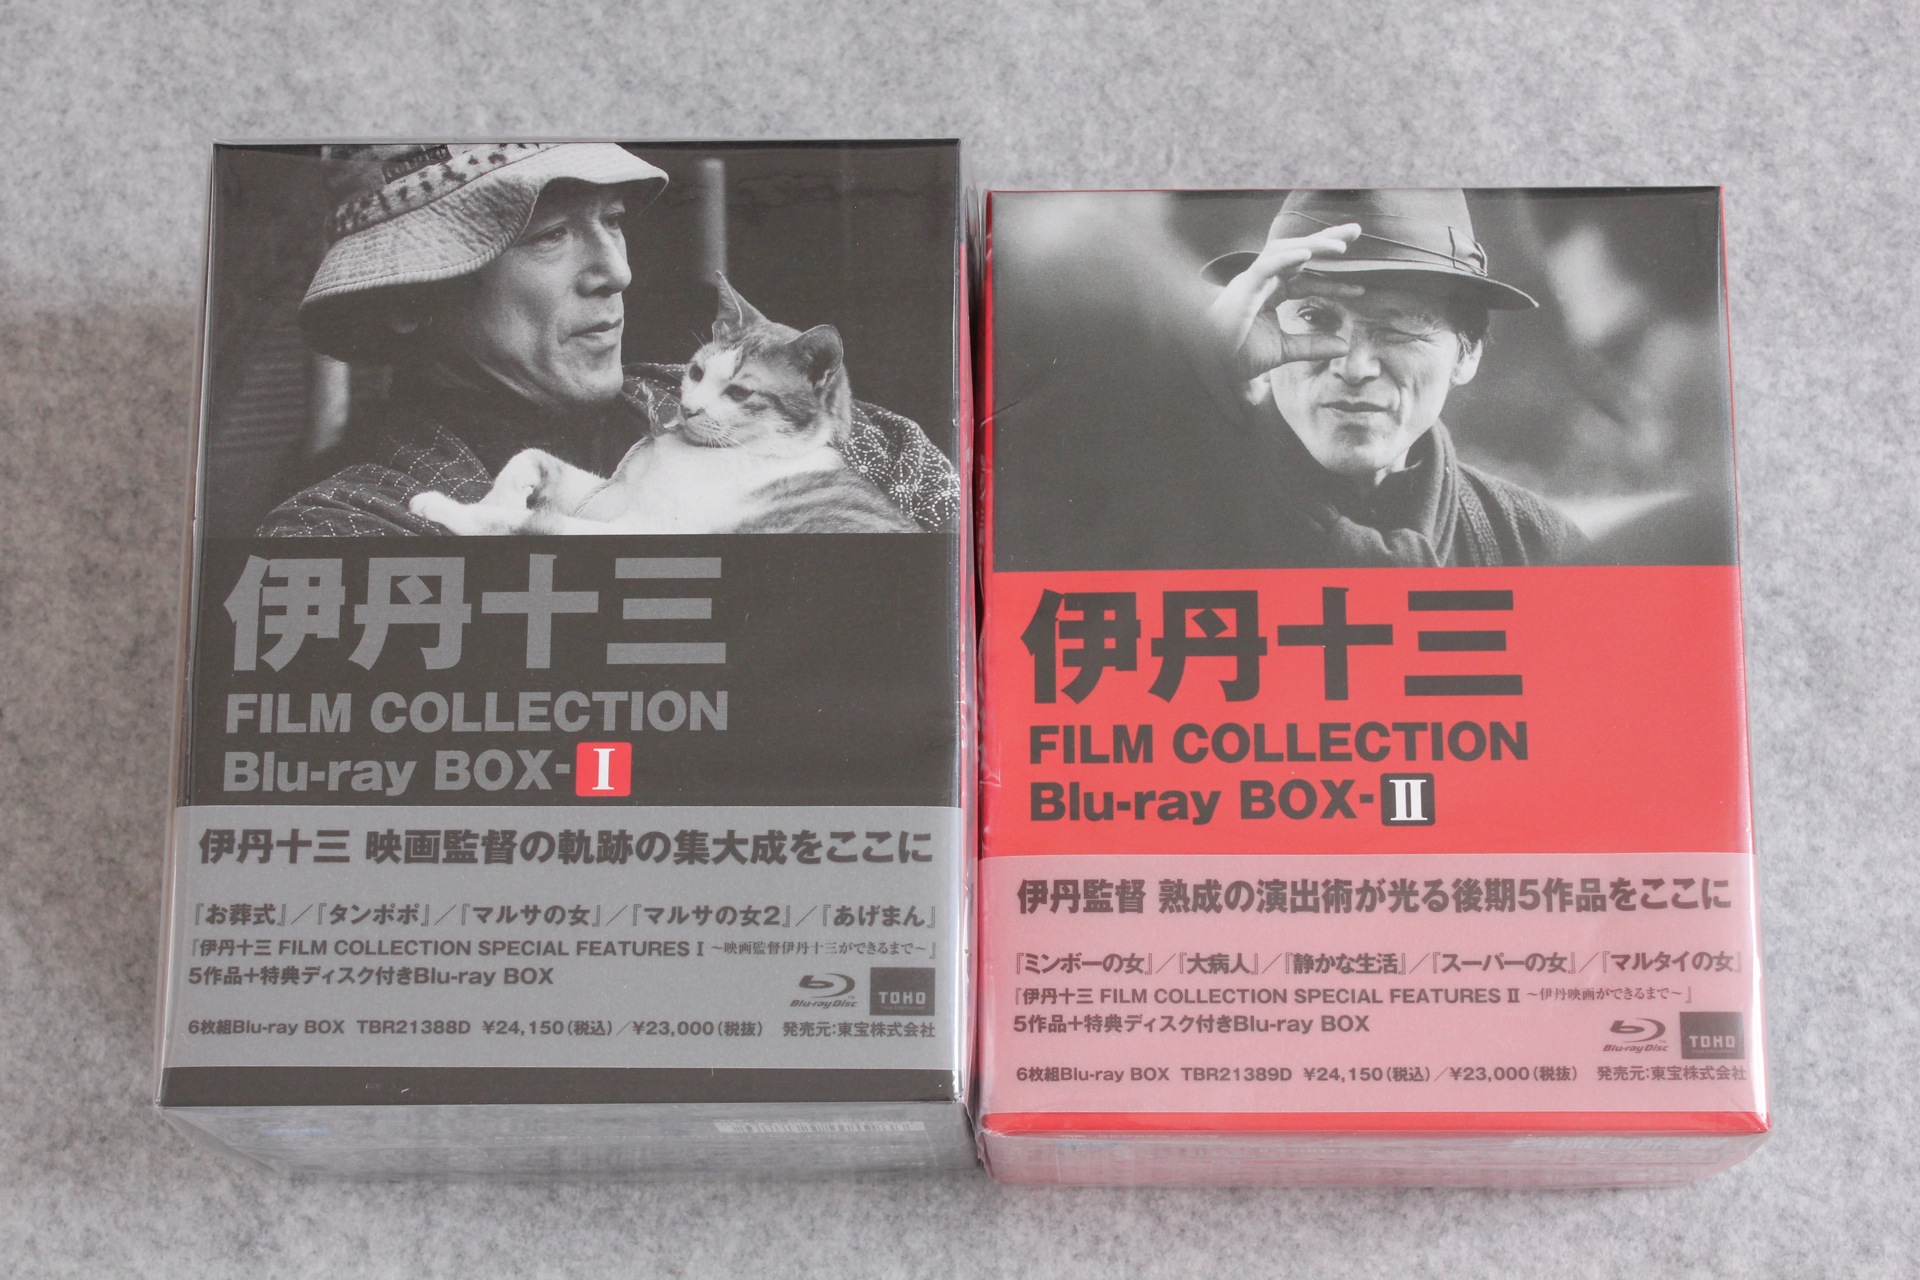 伊丹十三
FILM COLLECTION
Blu-ray BOX-I
伊丹十三 映画監督の軌跡の集大成をここに
『お葬式』／『タンポポ』／『マルサの女』／『マルサの女2』／『あげまん』
『伊丹十三 FILM COLLECTION SPECIAL FEATURES I ～映画監督伊丹十三ができるまで～』
5作品＋特典ディスク付きBlu-ray BOX
Blu-ray Disc
TOHO
6枚組Blu-ray BOX TBR21388D ¥24,150（税込）／¥23,000（税抜） 発売元：東宝株式会社
伊丹十三
FILM COLLECTION
Blu-ray BOX-II
伊丹監督 熟成の演出術が光る後期5作品をここに
『ミンボーの女』／『大病人』／『静かな生活』／『スーパーの女』／『マルタイの女』
『伊丹十三 FILM COLLECTION SPECIAL FEATURES II ～伊丹映画ができるまで～』
5作品＋特典ディスク付きBlu-ray BOX
Blu-ray Disc
TOHO
6枚組Blu-ray BOX TBR21389D ¥24,150（税込）／¥23,000（税抜） 発売元：東宝株式会社